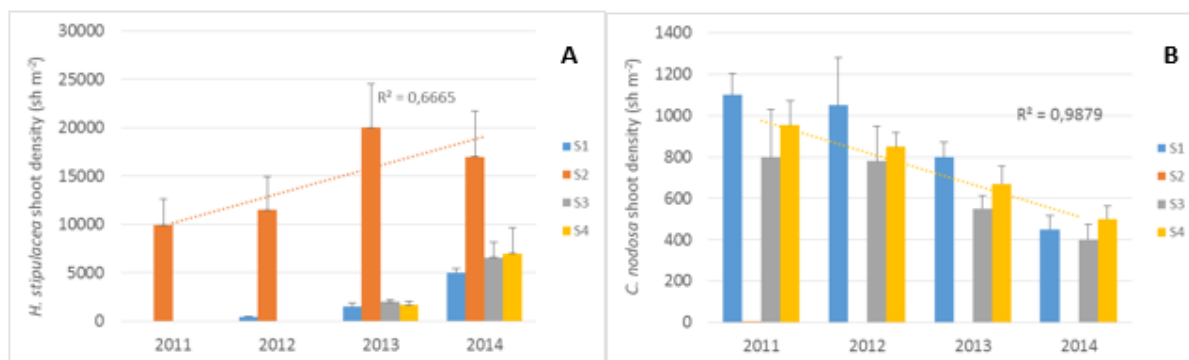 30000
25000
20000
15000
10000
5000
0
H. stipulacea shoot density (sh m⁻²)
A
R² = 0,6665
S1
S2
S3
S4
2011 2012 2013 2014
1400
1200
1000
800
600
400
200
0
C. nodosa shoot density (sh m⁻²)
B
R² = 0,9879
S1
S2
S3
S4
2011 2012 2013 2014